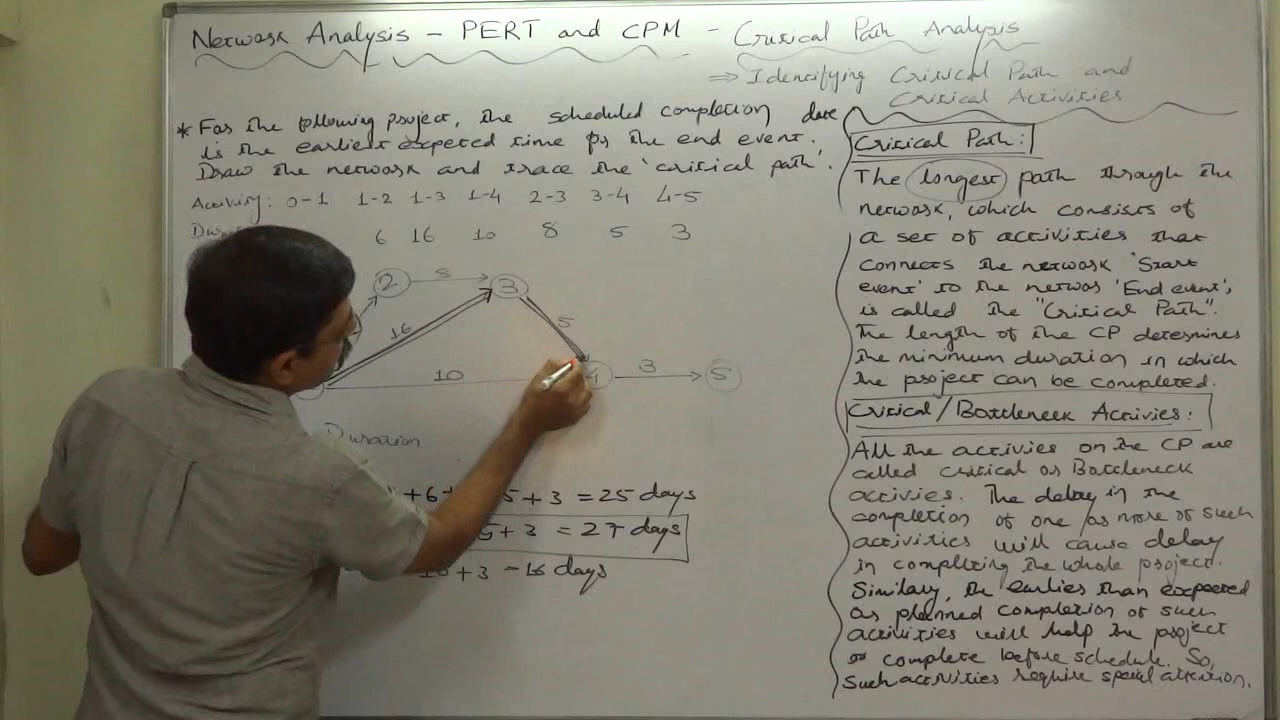 Network Analysis - PERT and CPM - Critical Path Analysis
⇒ Identifying Critical Path and
Critical Activities
* For the following project, the scheduled completion date
is the earliest expected time for the end event.
Draw the network and trace the 'critical path'.
Activity: 0-1 1-2 1-3 1-4 2-3 3-4 4-5
6 16 10 8 5 3
2 8 3
16 5
10 4 3 5
Duration
+6+ 5+3 = 25 days
5+3 = 27 days
10+3 - 16 days
Critical Path:
The longest path through the
network, which consists of
a set of activities that
connects the network 'Start
event' to the networ 'End event',
is called the "Critical Path".
The length of the CP determines
the minimum duration in which
the project can be completed.
Critical/Bottleneck Activies:
All the activies on the CP are
called critical or Bottleneck
activies. The delay in the
completion of one or more of such
activities will cause delay
in completing the whole project.
Similary, the earlies than expected
or planned completion of such
activities will help the project
to complete before schedule. So,
such activities require special attention.